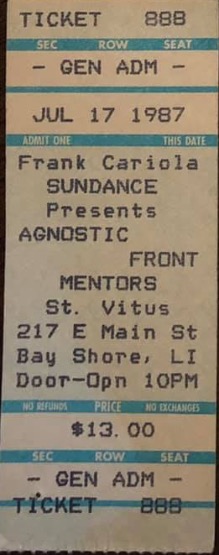 TICKET 888
SEC ROW SEAT
- GEN ADM -
JUL 17 1987
ADMIT ONE THIS DATE
Frank Cariola
SUNDANCE
Presents
AGNOSTIC
FRONT
MENTORS
St. Vitus
217 E Main St
Bay Shore, LI
Door-Opn 10PM
NO REFUNDS PRICE NO EXCHANGES
$13.00
SEC ROW SEAT
- GEN ADM -
TICKET 888